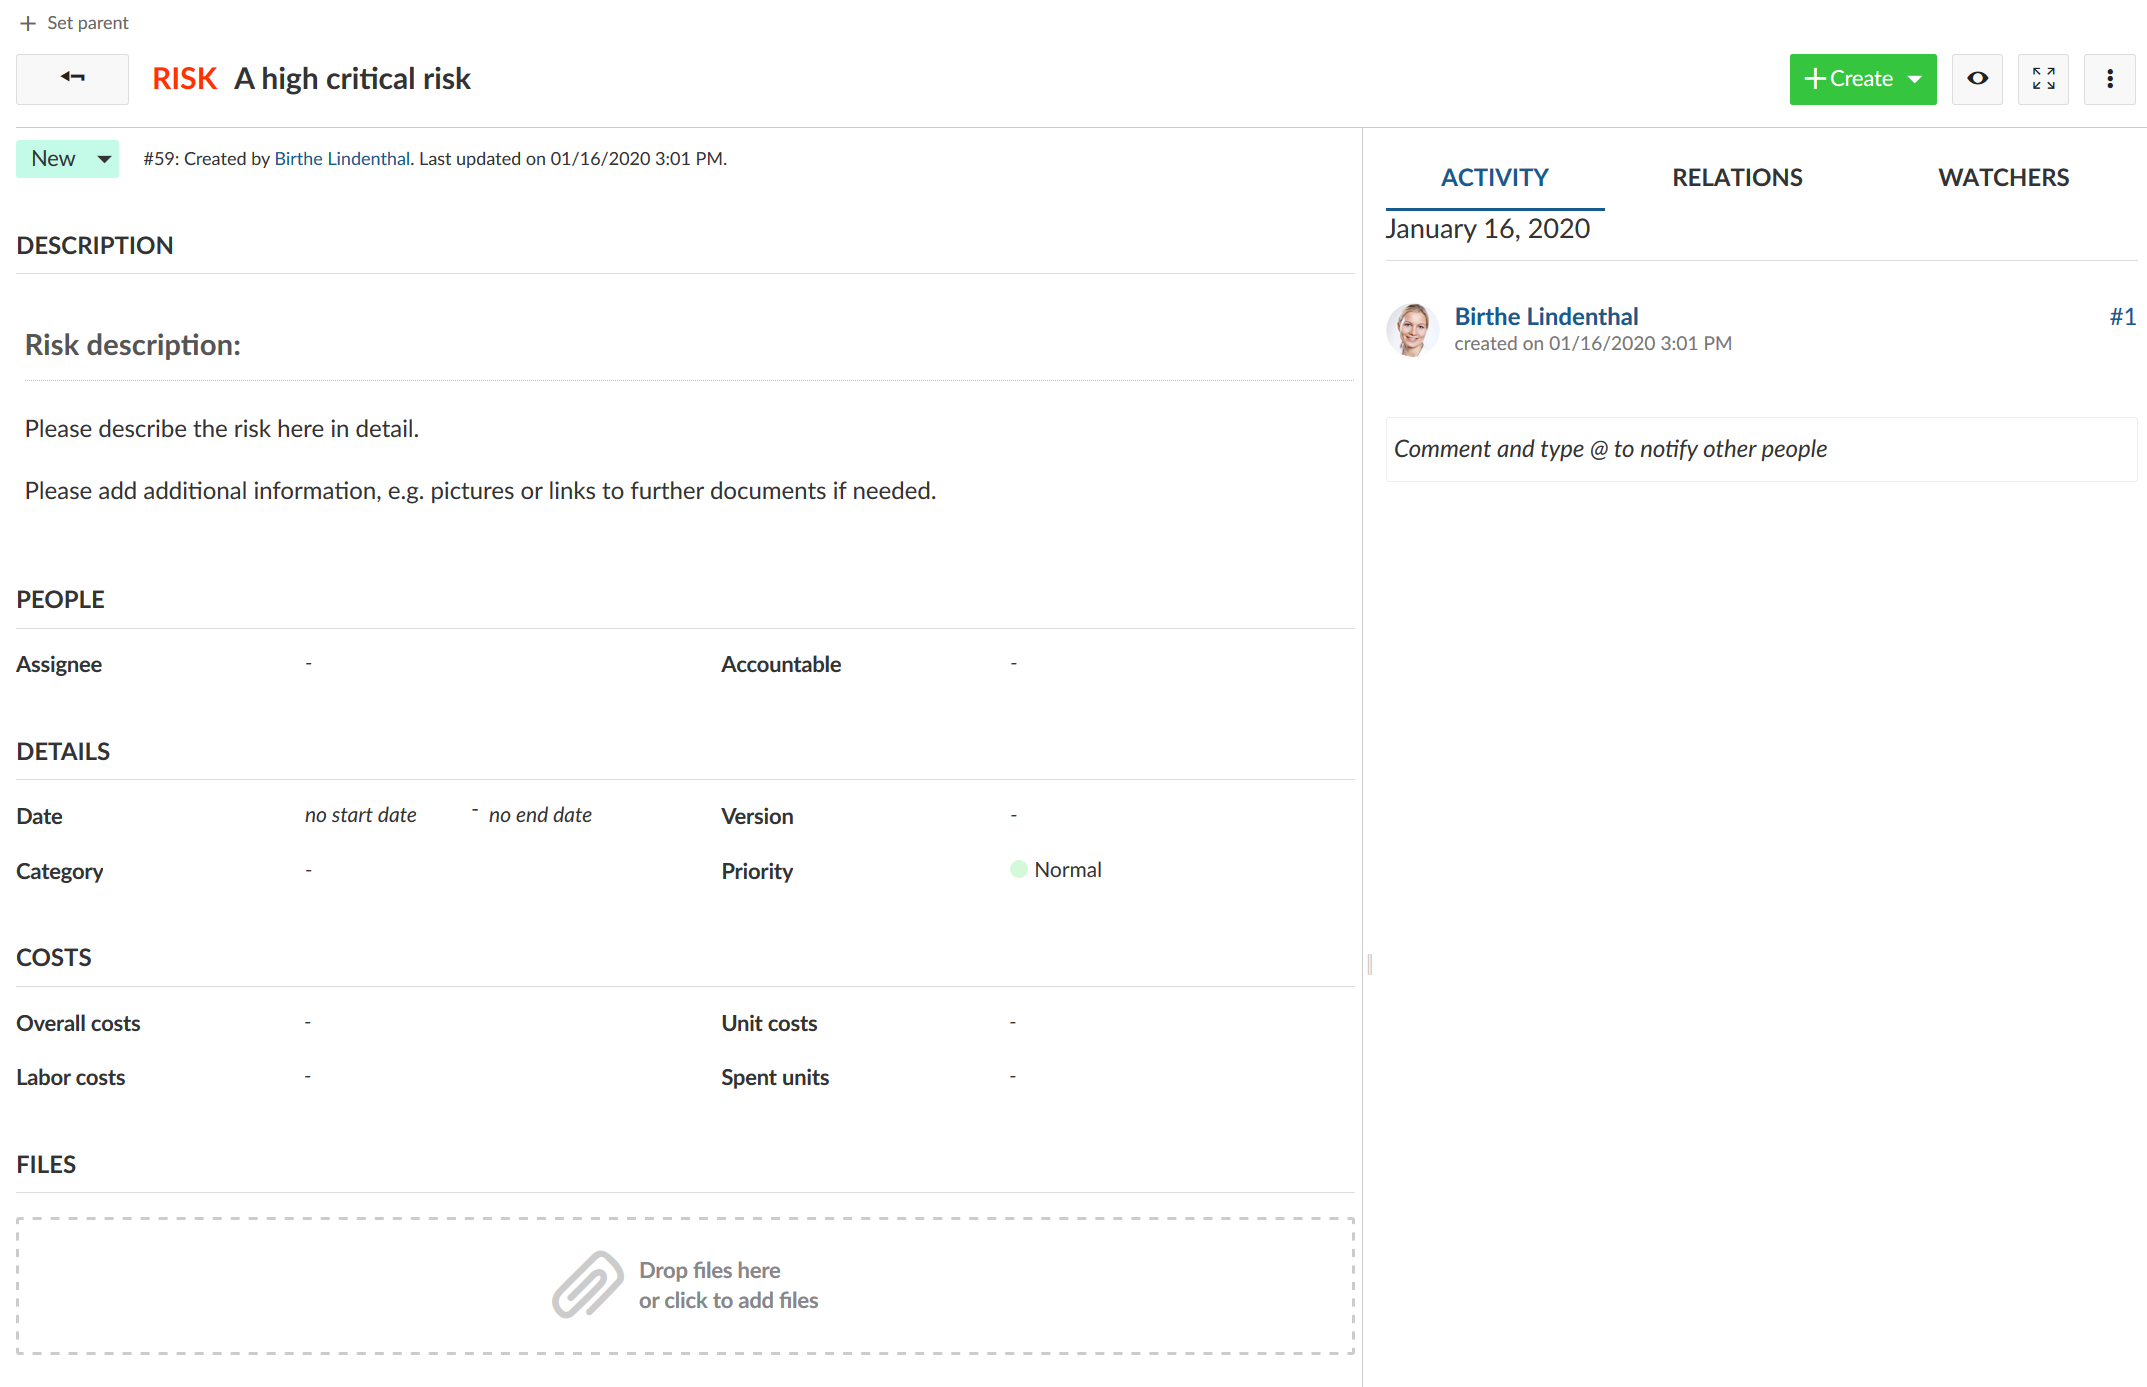 + Set parent
RISK A high critical risk
+ Create
New
#59: Created by Birthe Lindenthal. Last updated on 01/16/2020 3:01 PM.
DESCRIPTION
Risk description:
Please describe the risk here in detail.
Please add additional information, e.g. pictures or links to further documents if needed.
PEOPLE
Assignee -
Accountable -
DETAILS
Date no start date - no end date
Version -
Category -
Priority Normal
COSTS
Overall costs -
Unit costs -
Labor costs -
Spent units -
FILES
Drop files here
or click to add files
ACTIVITY RELATIONS WATCHERS
January 16, 2020
Birthe Lindenthal #1
created on 01/16/2020 3:01 PM
Comment and type @ to notify other people